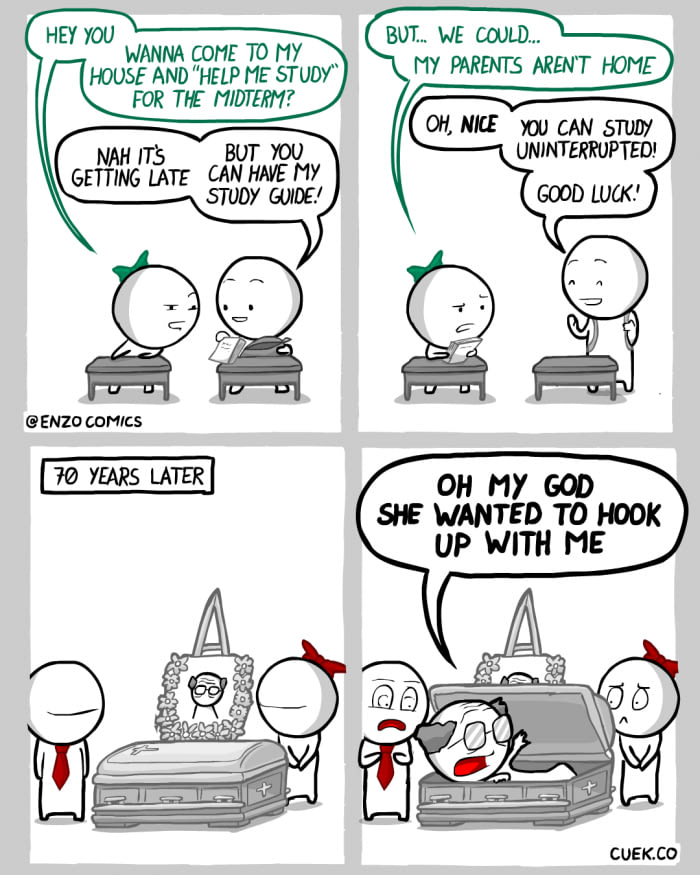 HEY YOU
WANNA COME TO MY
HOUSE AND "HELP ME STUDY"
FOR THE MIDTERM?
NAH IT'S
GETTING LATE
BUT YOU
CAN HAVE MY
STUDY GUIDE!
@ENZO COMICS
BUT... WE COULD...
MY PARENTS AREN'T HOME
OH, NICE
YOU CAN STUDY
UNINTERRUPTED!
GOOD LUCK!
70 YEARS LATER
OH MY GOD
SHE WANTED TO HOOK
UP WITH ME
CUEK.CO